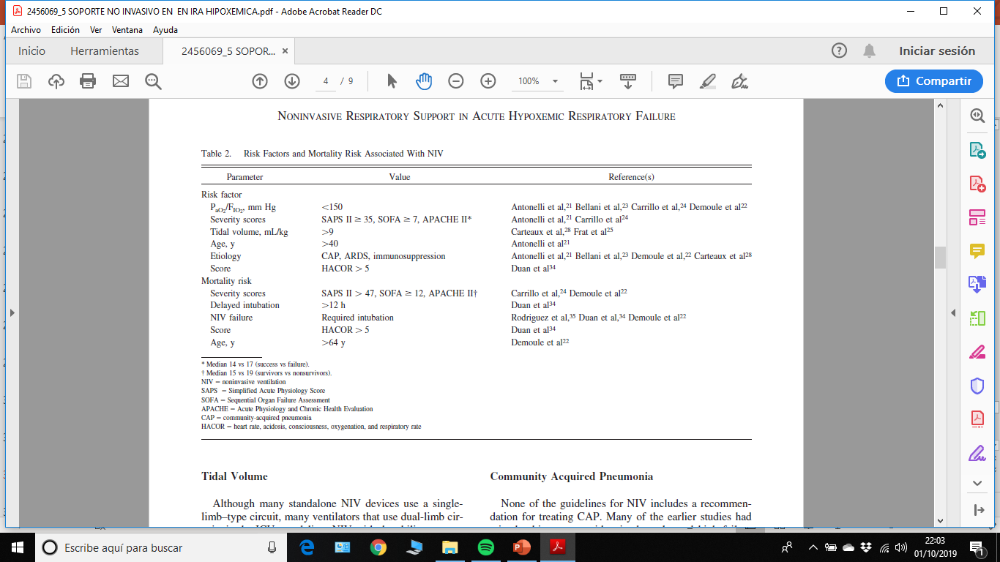 2456069_5 SOPORTE NO INVASIVO EN  EN IRA HIPOXEMICA.pdf - Adobe Acrobat Reader DC
Archivo Edición Ver Ventana Ayuda
Inicio Herramientas 2456069_5 SOPOR... × Iniciar sesión
4 / 9 100% Compartir
NONINVASIVE RESPIRATORY SUPPORT IN ACUTE HYPOXEMIC RESPIRATORY FAILURE
Table 2. Risk Factors and Mortality Risk Associated With NIV
Parameter Value Reference(s)
Risk factor
PaO2/FIO2, mm Hg <150 Antonelli et al,21 Bellani et al,23 Carrillo et al,24 Demoule et al22
Severity scores SAPS II ≥ 35, SOFA ≥ 7, APACHE II* Antonelli et al,21 Carrillo et al24
Tidal volume, mL/kg >9 Carteaux et al,28 Frat et al25
Age, y >40 Antonelli et al21
Etiology CAP, ARDS, immunosuppression Antonelli et al,21 Bellani et al,23 Demoule et al,22 Carteaux et al28
Score HACOR > 5 Duan et al34
Mortality risk
Severity scores SAPS II > 47, SOFA ≥ 12, APACHE II† Carrillo et al,24 Demoule et al22
Delayed intubation >12 h Duan et al34
NIV failure Required intubation Rodriguez et al,35 Duan et al,34 Demoule et al22
Score HACOR > 5 Duan et al34
Age, y >64 y Demoule et al22
* Median 14 vs 17 (success vs failure).
† Median 15 vs 19 (survivors vs nonsurvivors).
NIV = noninvasive ventilation
SAPS = Simplified Acute Physiology Score
SOFA = Sequential Organ Failure Assessment
APACHE = Acute Physiology and Chronic Health Evaluation
CAP = community-acquired pneumonia
HACOR = heart rate, acidosis, consciousness, oxygenation, and respiratory rate
Tidal Volume
Although many standalone NIV devices use a single-
limb–type circuit, many ventilators that use dual-limb cir-
Community Acquired Pneumonia
None of the guidelines for NIV includes a recommen-
dation for treating CAP. Many of the earlier studies had
Escribe aquí para buscar
22:03
01/10/2019
1